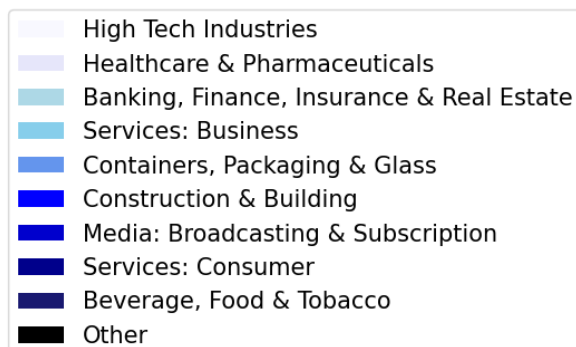 High Tech Industries
Healthcare & Pharmaceuticals
Banking, Finance, Insurance & Real Estate
Services: Business
Containers, Packaging & Glass
Construction & Building
Media: Broadcasting & Subscription
Services: Consumer
Beverage, Food & Tobacco
Other